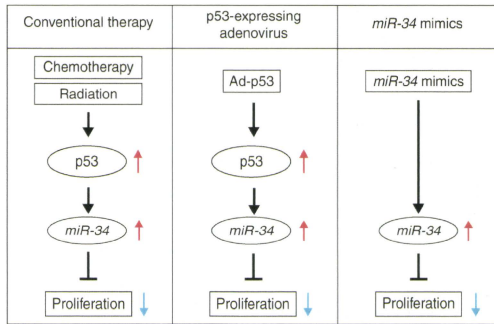 Conventional therapy
p53-expressing
adenovirus
miR-34 mimics
Chemotherapy
Radiation
p53
miR-34
Proliferation
Ad-p53
p53
miR-34
Proliferation
miR-34 mimics
miR-34
Proliferation